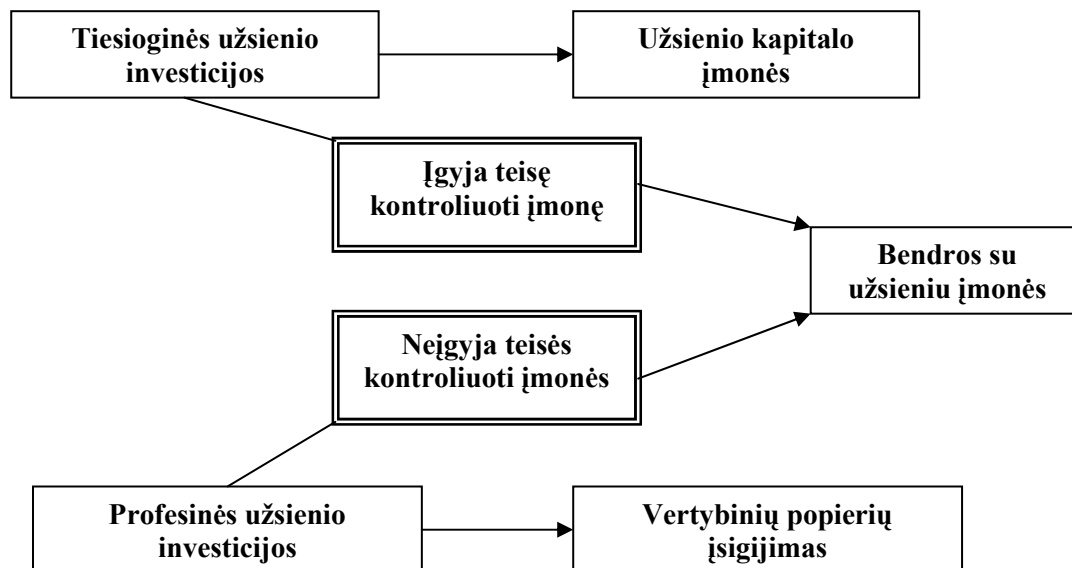 Tiesioginės užsienio
investicijos
Užsienio kapitalo
įmonės
Įgyja teisę
kontroliuoti įmonę
Bendros su
užsieniu įmonės
Neįgyja teisės
kontroliuoti įmonės
Profesinės užsienio
investicijos
Vertybinių popierių
įsigijimas